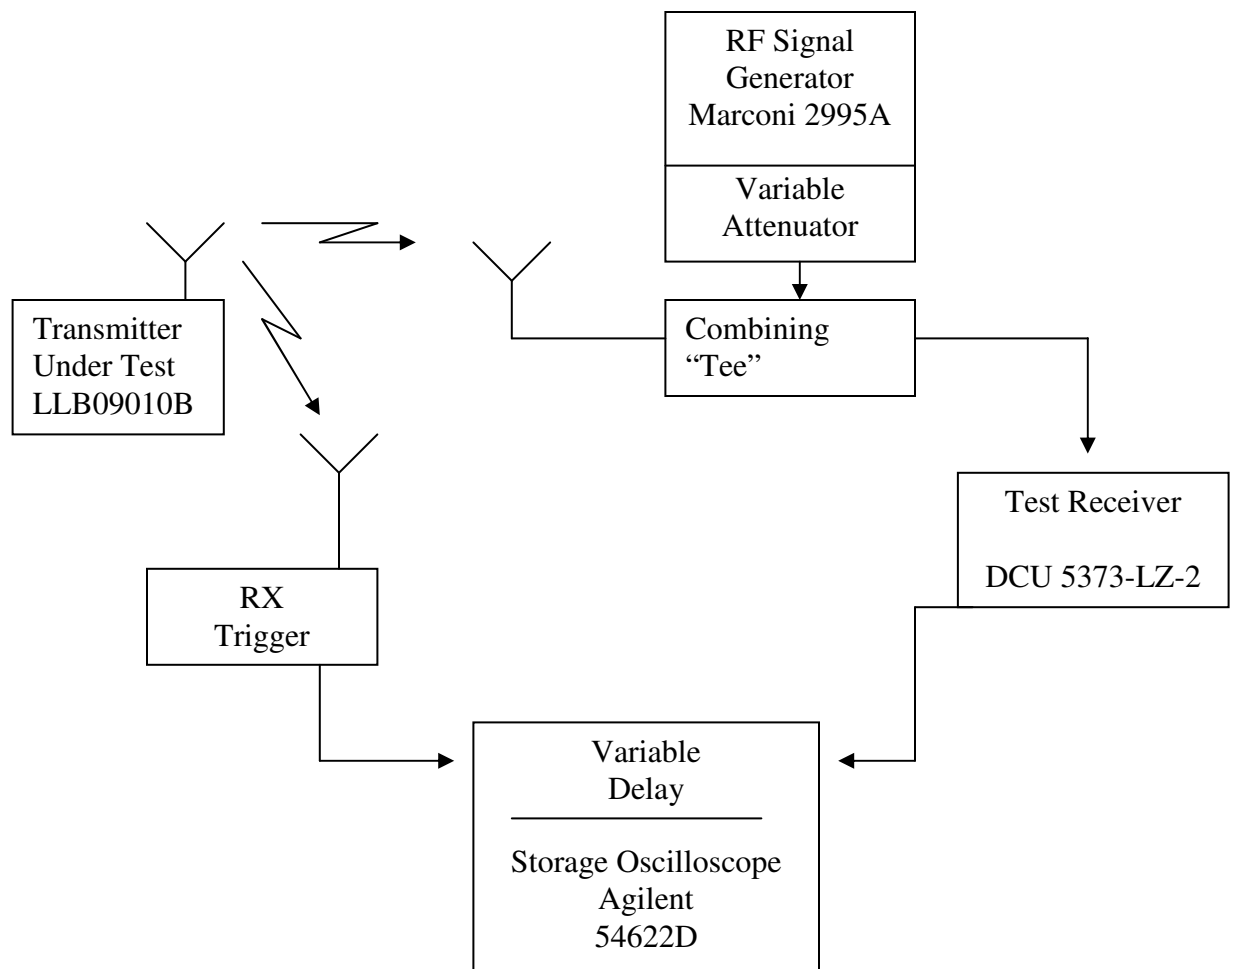 RF Signal
Generator
Marconi 2995A
Variable
Attenuator
Transmitter
Under Test
LLB09010B
Combining
“Tee”
Test Receiver
DCU 5373-LZ-2
RX
Trigger
Variable
Delay
Storage Oscilloscope
Agilent
54622D